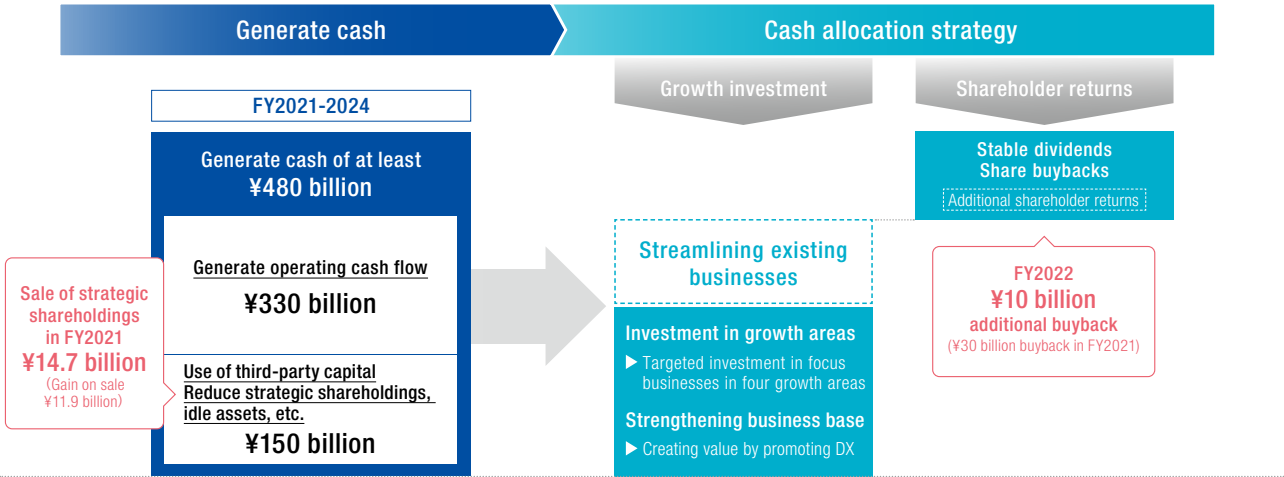 Generate cash
Cash allocation strategy
Growth investment
Shareholder returns
FY2021-2024
Generate cash of at least
¥480 billion
Generate operating cash flow
¥330 billion
Use of third-party capital
Reduce strategic shareholdings,
idle assets, etc.
¥150 billion
Sale of strategic
shareholdings
in FY2021
¥14.7 billion
(Gain on sale
¥11.9 billion)
Streamlining existing
businesses
Investment in growth areas
▶ Targeted investment in focus
businesses in four growth areas
Strengthening business base
▶ Creating value by promoting DX
Stable dividends
Share buybacks
Additional shareholder returns
FY2022
¥10 billion
additional buyback
(¥30 billion buyback in FY2021)